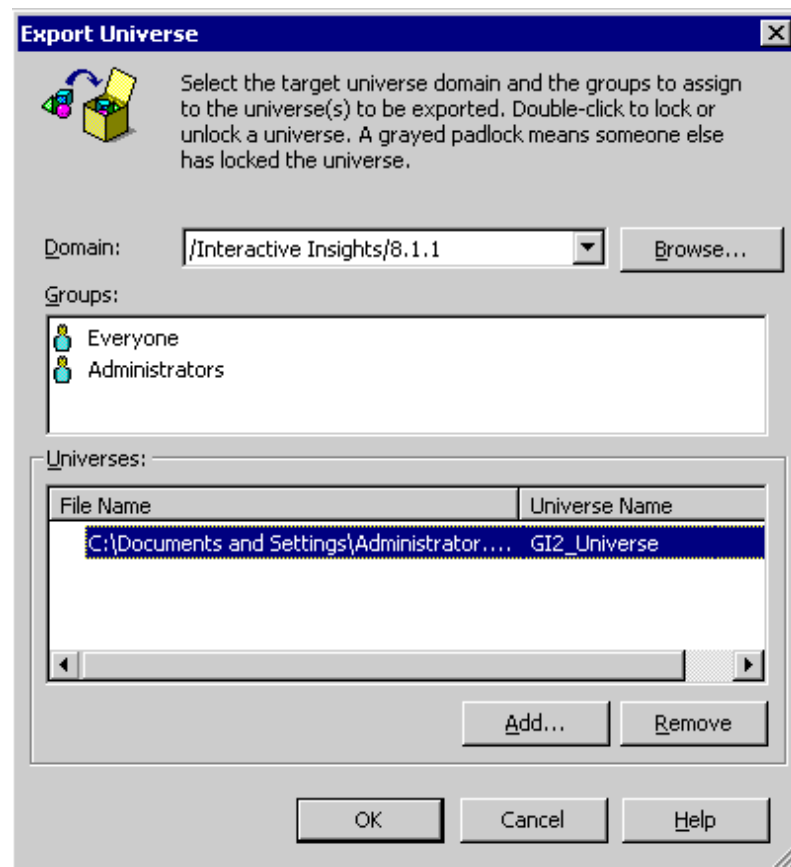 Export Universe
Select the target universe domain and the groups to assign
to the universe(s) to be exported. Double-click to lock or
unlock a universe. A grayed padlock means someone else
has locked the universe.
Domain: /Interactive Insights/8.1.1 Browse...
Groups:
Everyone
Administrators
Universes:
File Name Universe Name
C:\Documents and Settings\Administrator.... GI2_Universe
Add... Remove
OK Cancel Help